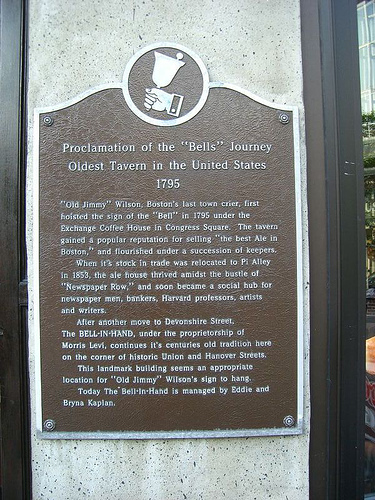 Proclamation of the "Bells" Journey
Oldest Tavern in the United States
1795
"Old Jimmy" Wilson, Boston's last town crier, first
hoisted the sign of the "Bell" in 1795 under the
Exchange Coffee House in Congress Square. The tavern
gained a popular reputation for selling "the best Ale in
Boston," and flourished under a succession of keepers.
When it's stock in trade was relocated to Pi Alley
in 1853, the ale house thrived amidst the bustle of
"Newspaper Row," and soon became a social hub for
newspaper men, bankers, Harvard professors, artists
and writers.
After another move to Devonshire Street,
The BELL-IN-HAND, under the proprietorship of
Morris Levi, continues it's centuries old tradition here
on the corner of historic Union and Hanover Streets.
This landmark building seems an appropriate
location for "Old Jimmy" Wilson's sign to hang.
Today The Bell-In-Hand is managed by Eddie and
Bryna Kaplan.